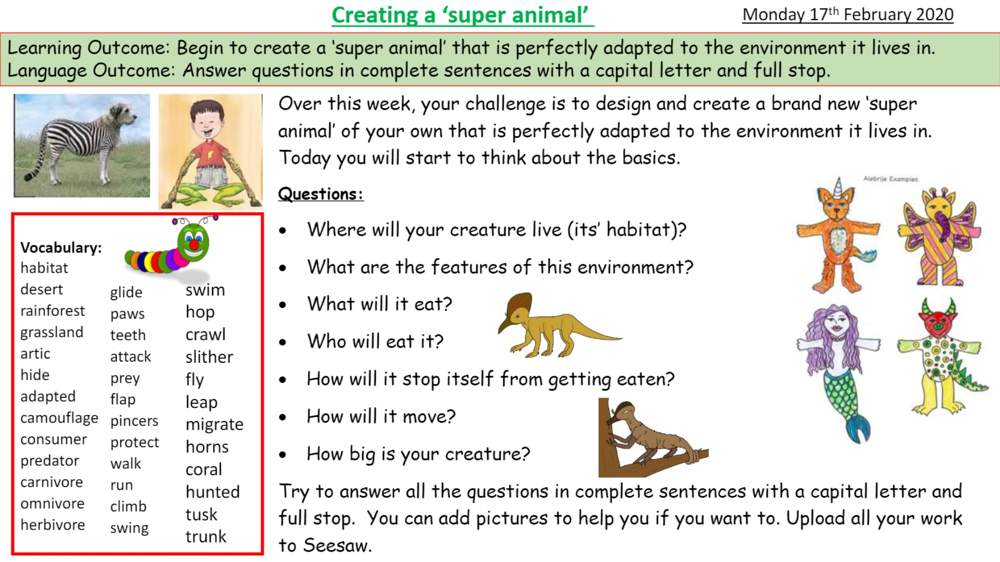 Creating a ‘super animal’
Monday 17th February 2020
Learning Outcome: Begin to create a ‘super animal’ that is perfectly adapted to the environment it lives in.
Language Outcome: Answer questions in complete sentences with a capital letter and full stop.
Over this week, your challenge is to design and create a brand new ‘super
animal’ of your own that is perfectly adapted to the environment it lives in.
Today you will start to think about the basics.
Questions:
• Where will your creature live (its’ habitat)?
• What are the features of this environment?
• What will it eat?
• Who will eat it?
• How will it stop itself from getting eaten?
• How will it move?
• How big is your creature?
Try to answer all the questions in complete sentences with a capital letter and
full stop. You can add pictures to help you if you want to. Upload all your work
to Seesaw.
Alebrije Examples
Vocabulary:
habitat
desert
rainforest
grassland
artic
hide
adapted
camouflage
consumer
predator
carnivore
omnivore
herbivore
glide
paws
teeth
attack
prey
flap
pincers
protect
walk
run
climb
swing
swim
hop
crawl
slither
fly
leap
migrate
horns
coral
hunted
tusk
trunk